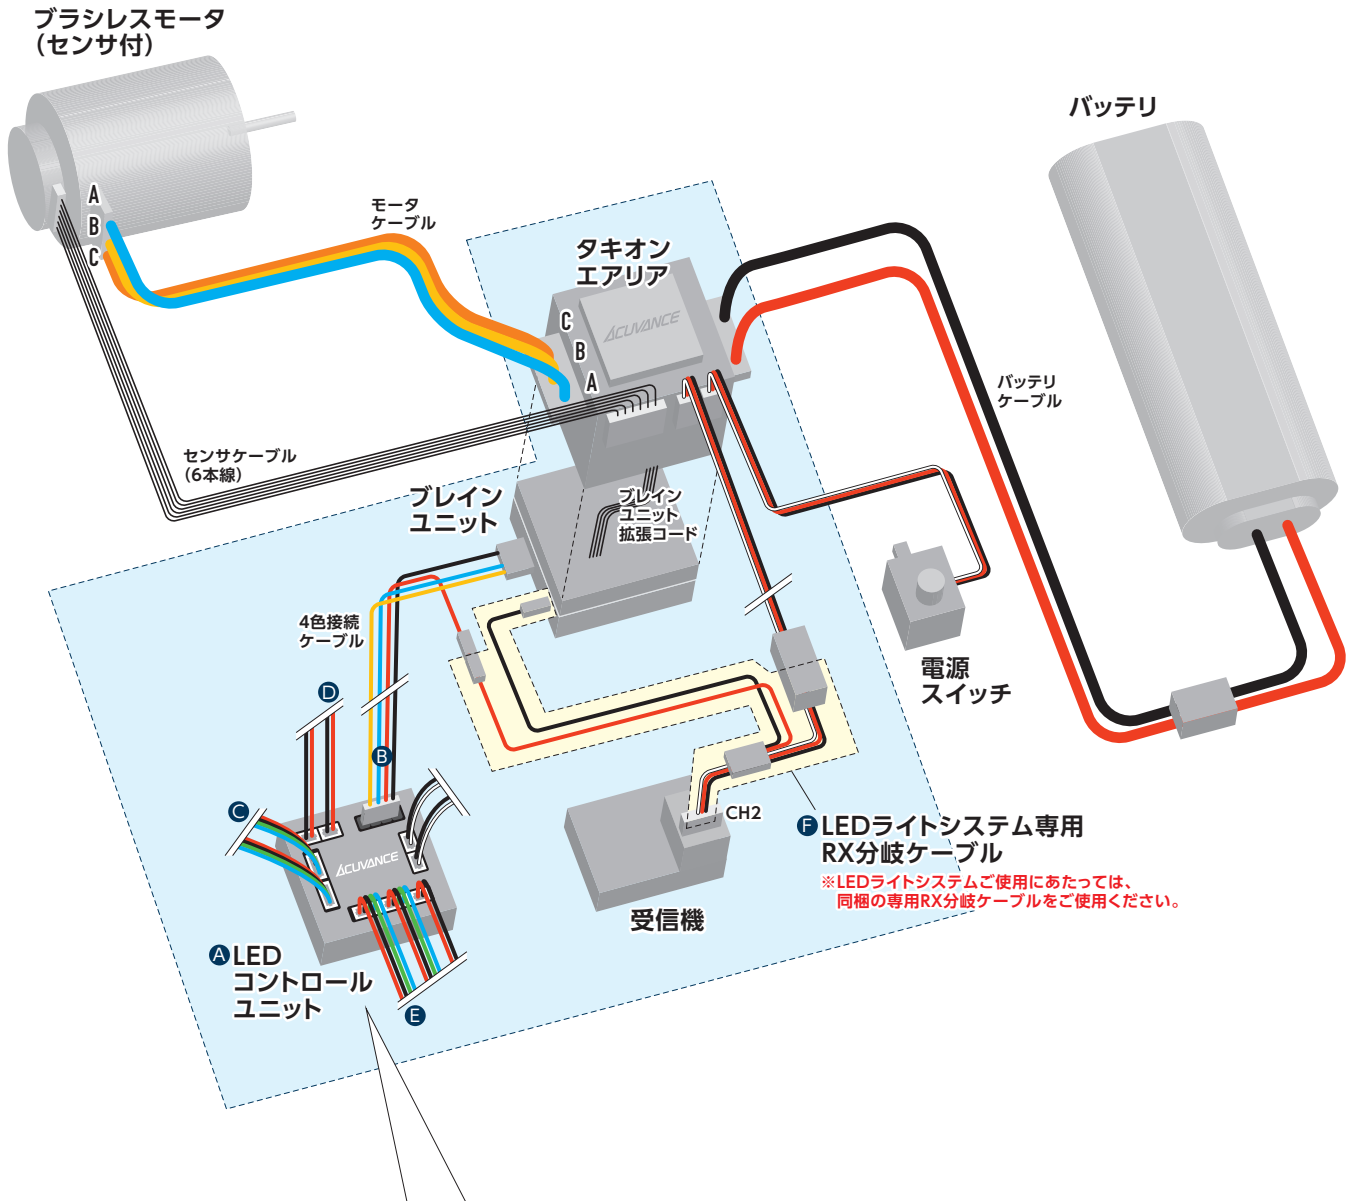 ブラシレスモータ
（センサ付）
バッテリ
A
B
C
モータ
ケーブル
タキオン
エアリア
C
B
A
ACUVANCE
バッテリ
ケーブル
センサケーブル
（6本線）
ブレイン
ユニット
ブレイン
ユニット
拡張コード
4色接続
ケーブル
電源
スイッチ
D
B
C
ACUVANCE
CH2
F LEDライトシステム専用
RX分岐ケーブル
※LEDライトシステムご使用にあたっては、
同梱の専用RX分岐ケーブルをご使用ください。
受信機
A LED
コントロール
ユニット
E